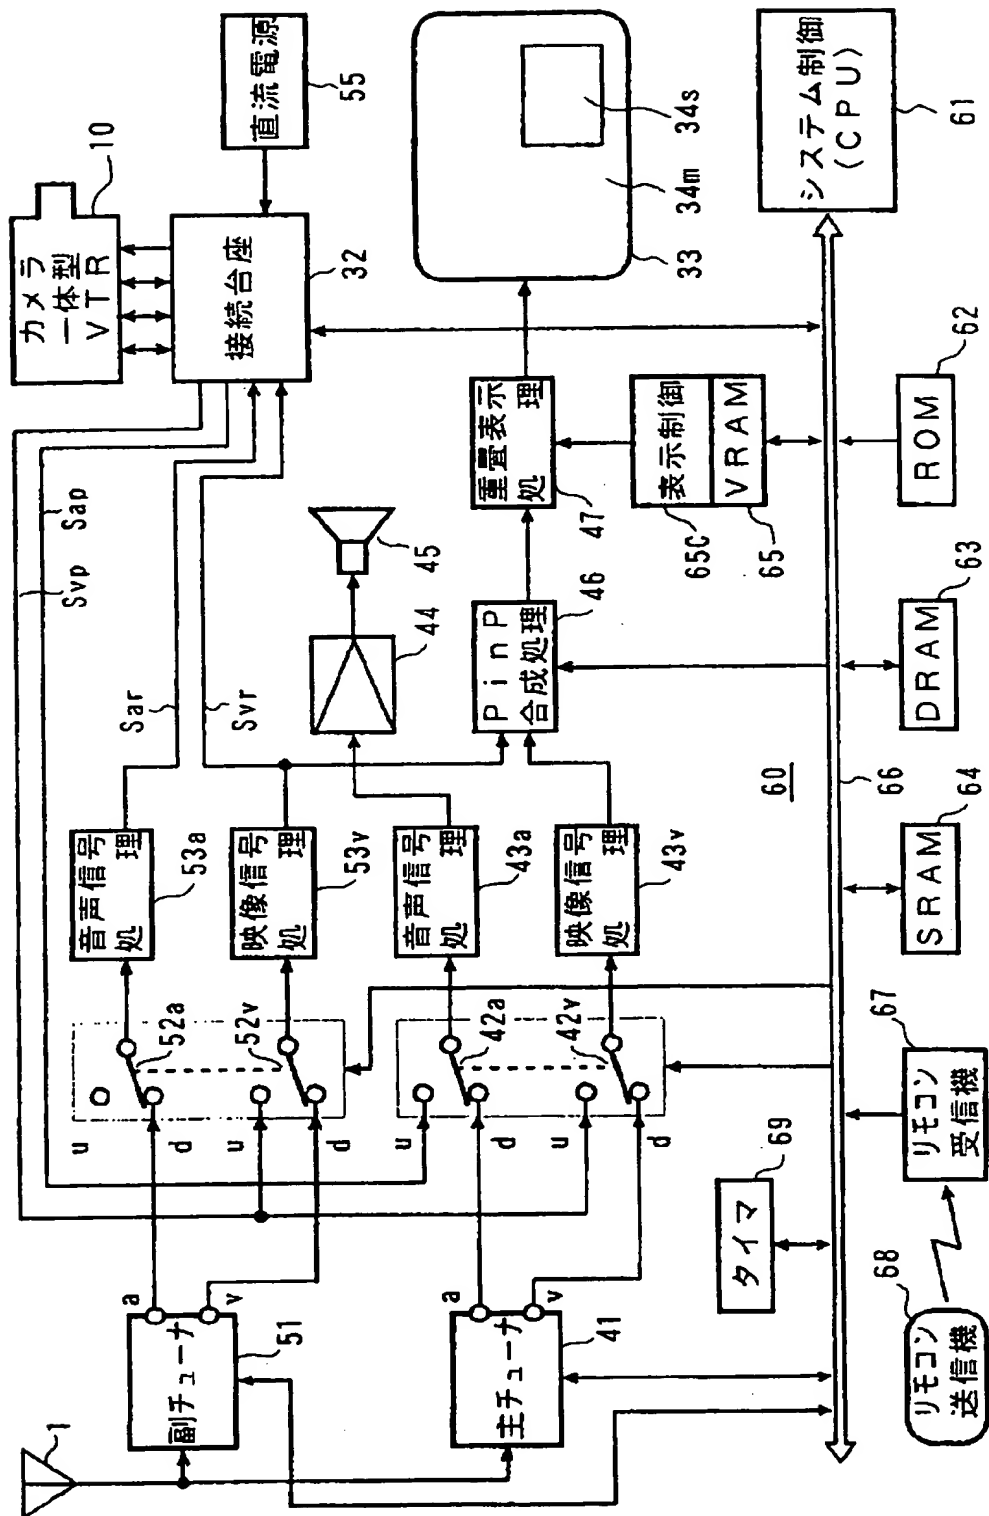 1
副チューナ
51
a
v
主チューナ
41
a
v
u
d
u
d
52a
52v
u
d
u
d
42a
42v
音声信号
処理
53a
映像信号
処理
53v
音声信号
処理
43a
映像信号
処理
43v
Svp
Sap
Sar
Svr
カメラ
一体型
VTR
10
接続台座
32
直流電源
55
44
45
PinP
合成処理
46
重畳表示
処理
47
33
34m
34s
表示制御
65C
VRAM
65
システム制御
(CPU)
61
60
66
タイマ
69
リモコン
送信機
68
リモコン
受信機
67
SRAM
64
DRAM
63
ROM
62